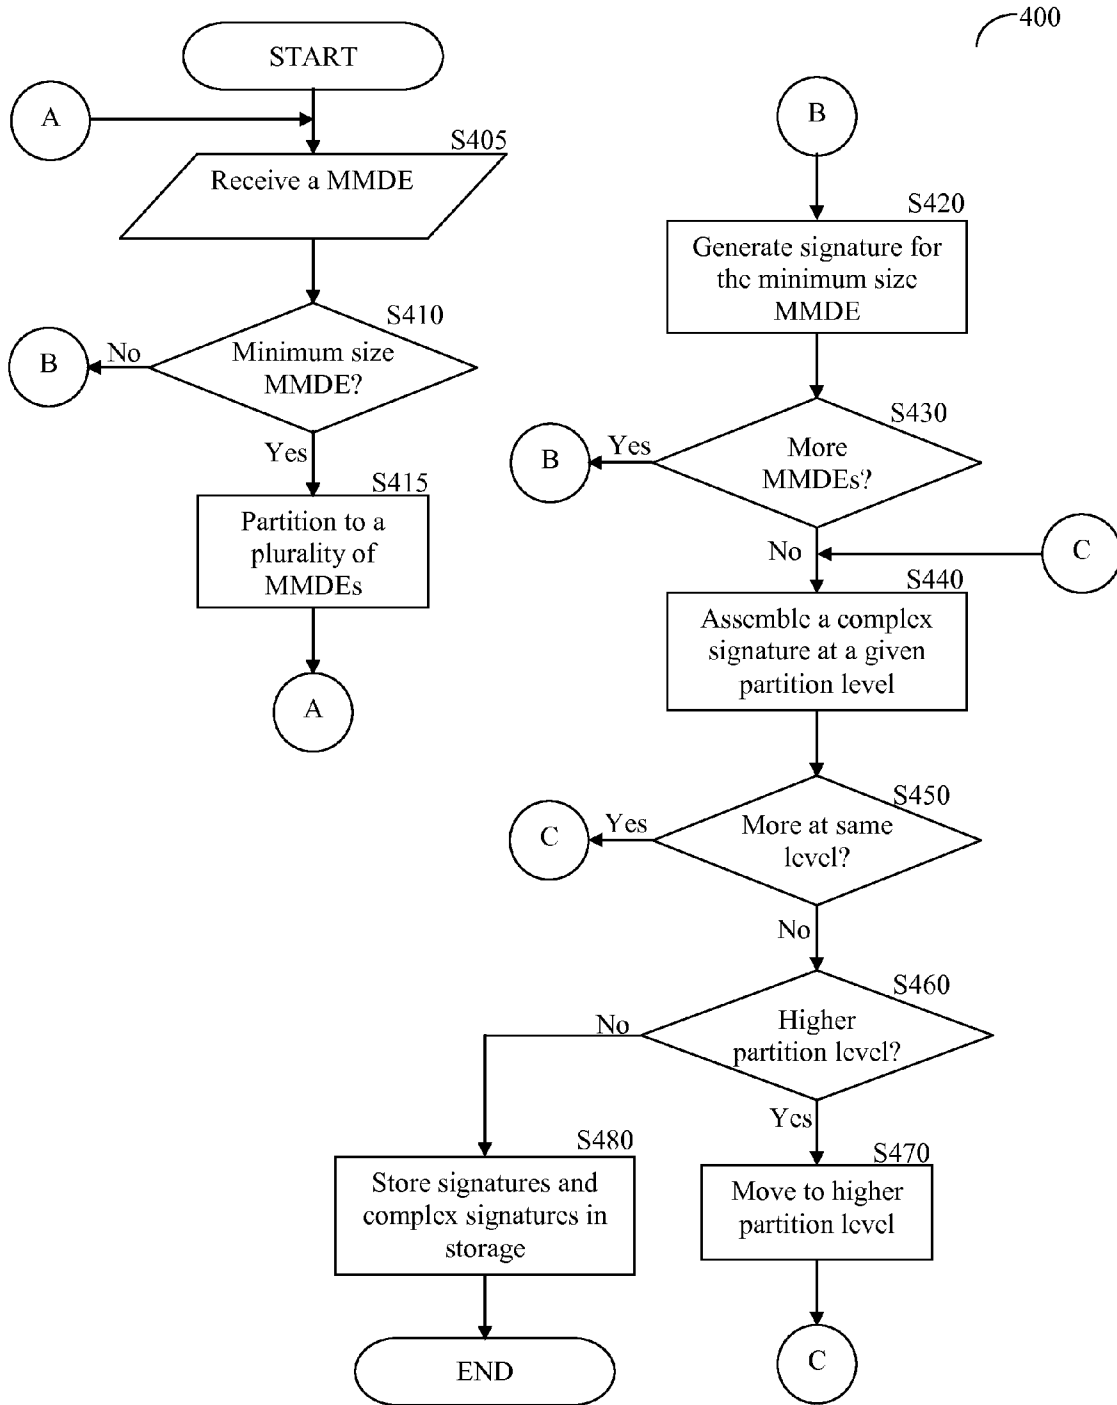 400
START
A
S405
Receive a MMDE
S410
Minimum size
MMDE?
No
B
Yes
S415
Partition to a
plurality of
MMDEs
A
B
S420
Generate signature for
the minimum size
MMDE
S430
More
MMDEs?
Yes
B
No
C
S440
Assemble a complex
signature at a given
partition level
S450
More at same
level?
Yes
C
No
S460
Higher
partition level?
No
Yes
S480
Store signatures and
complex signatures in
storage
S470
Move to higher
partition level
END
C